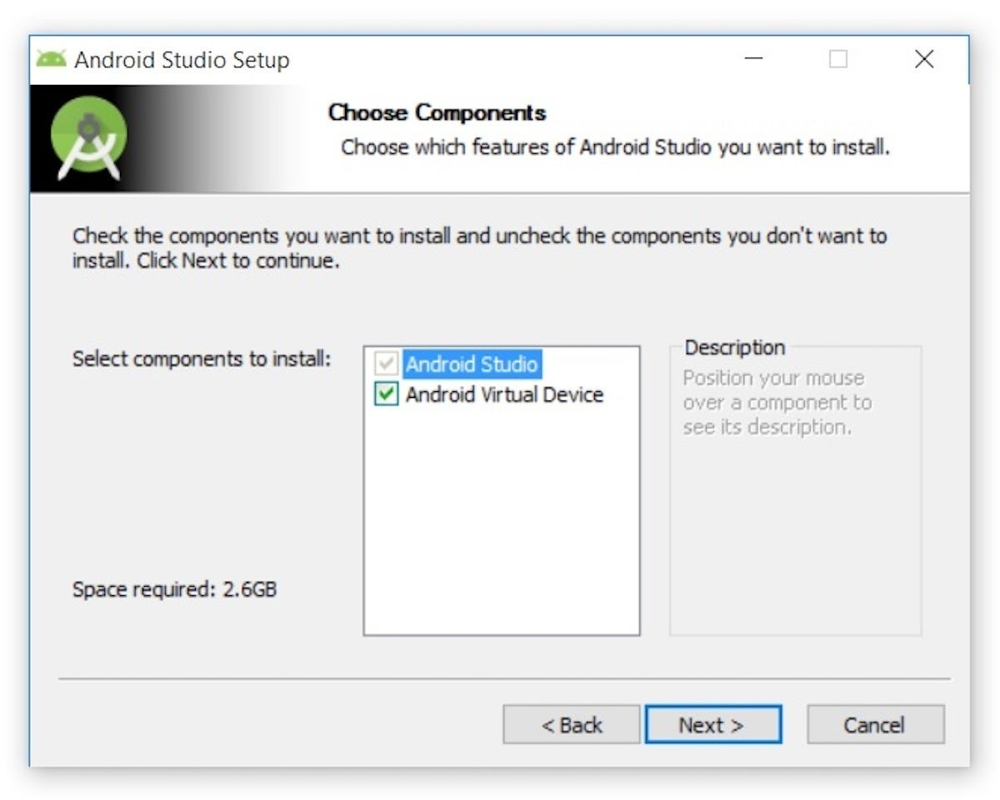 Android Studio Setup
Choose Components
Choose which features of Android Studio you want to install.
Check the components you want to install and uncheck the components you don't want to
install. Click Next to continue.
Select components to install:
Android Studio
Android Virtual Device
Description
Position your mouse
over a component to
see its description.
Space required: 2.6GB
< Back
Next >
Cancel